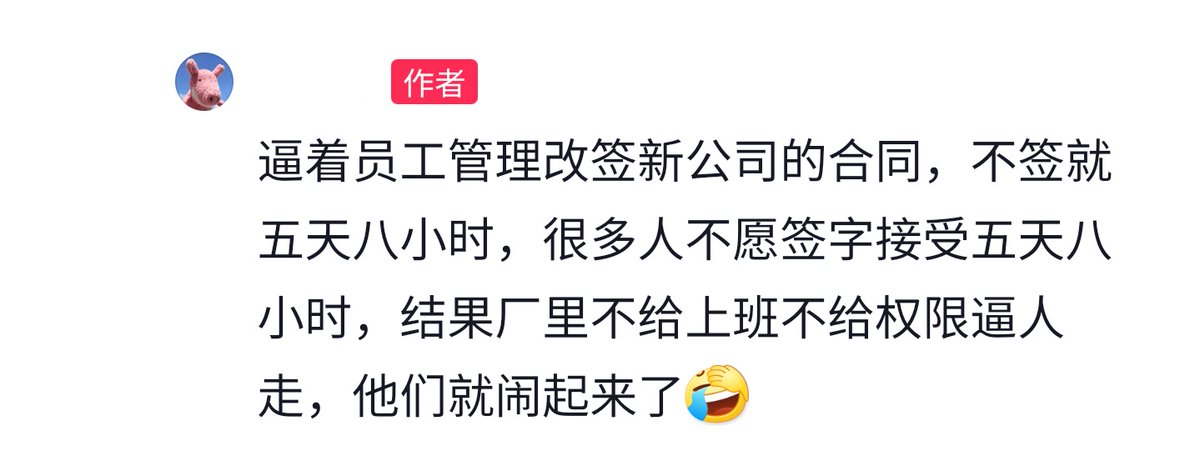 作者
逼着员工管理改签新公司的合同，不签就
五天八小时，很多人不愿签字接受五天八
小时，结果厂里不给上班不给权限逼人
走，他们就闹起来了🤣